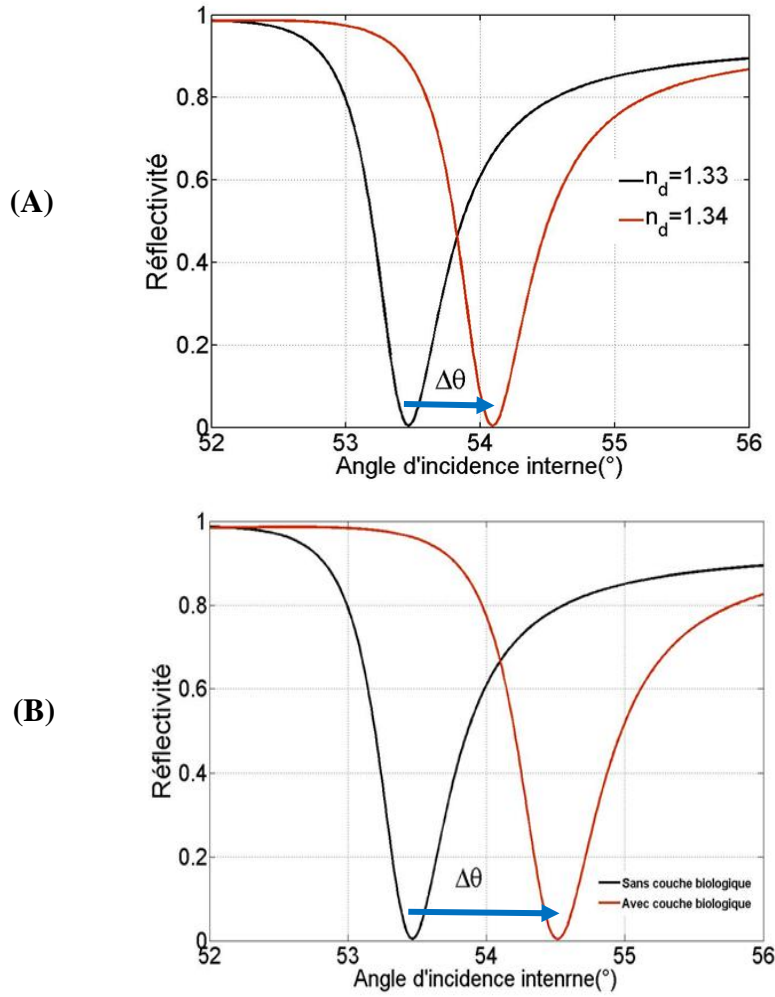 (A)
Réflectivité
1
0.8
0.6
0.4
0.2
0
n_d=1.33
n_d=1.34
Δθ
52 53 54 55 56
Angle d'incidence interne(°)
(B)
Réflectivité
1
0.8
0.6
0.4
0.2
0
Δθ
Sans couche biologique
Avec couche biologique
52 53 54 55 56
Angle d'incidence intenrne(°)